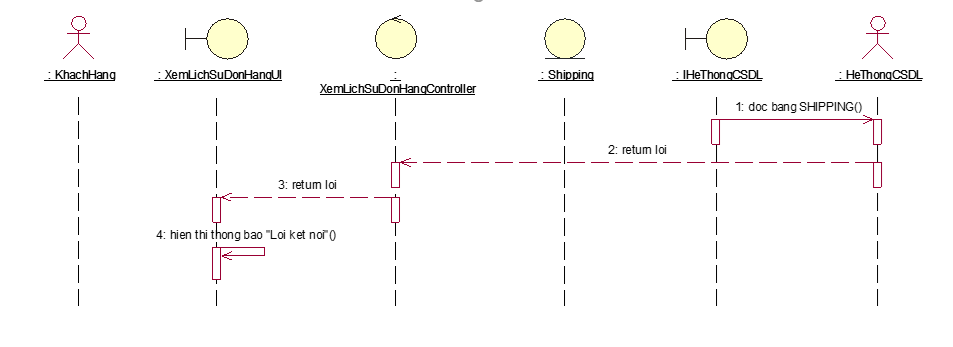 : KhachHang
: XemLichSuDonHangUI
:
XemLichSuDonHangController
: Shipping
: IHeThongCSDL
: HeThongCSDL
1: doc bang SHIPPING()
2: return loi
3: return loi
4: hien thi thong bao "Loi ket noi"()